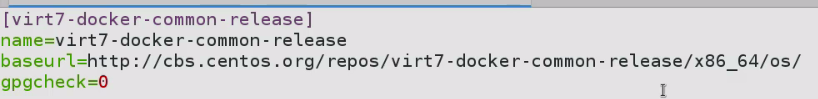 [virt7-docker-common-release]
name=virt7-docker-common-release
baseurl=http://cbs.centos.org/repos/virt7-docker-common-release/x86_64/os/
gpgcheck=0